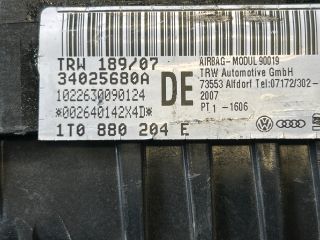 TRW 189/07
34025680A
1022630090124
*002640142X4D*
1T0 880 204 E
DE
AIRBAG-MODUL 90019
TRW Automotive GmbH
73553 Alfdorf Tel:07172/302-
2007
PT1 -1606